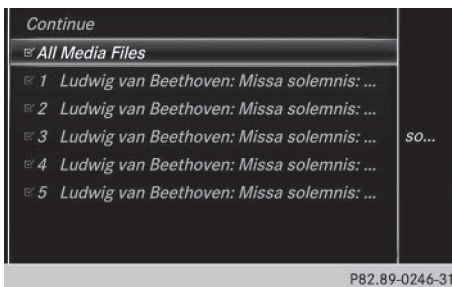 Continue
All Media Files
1 Ludwig van Beethoven: Missa solemnis: ...
2 Ludwig van Beethoven: Missa solemnis: ...
3 Ludwig van Beethoven: Missa solemnis: ...
so...
4 Ludwig van Beethoven: Missa solemnis: ...
5 Ludwig van Beethoven: Missa solemnis: ...
P82.89-0246-31